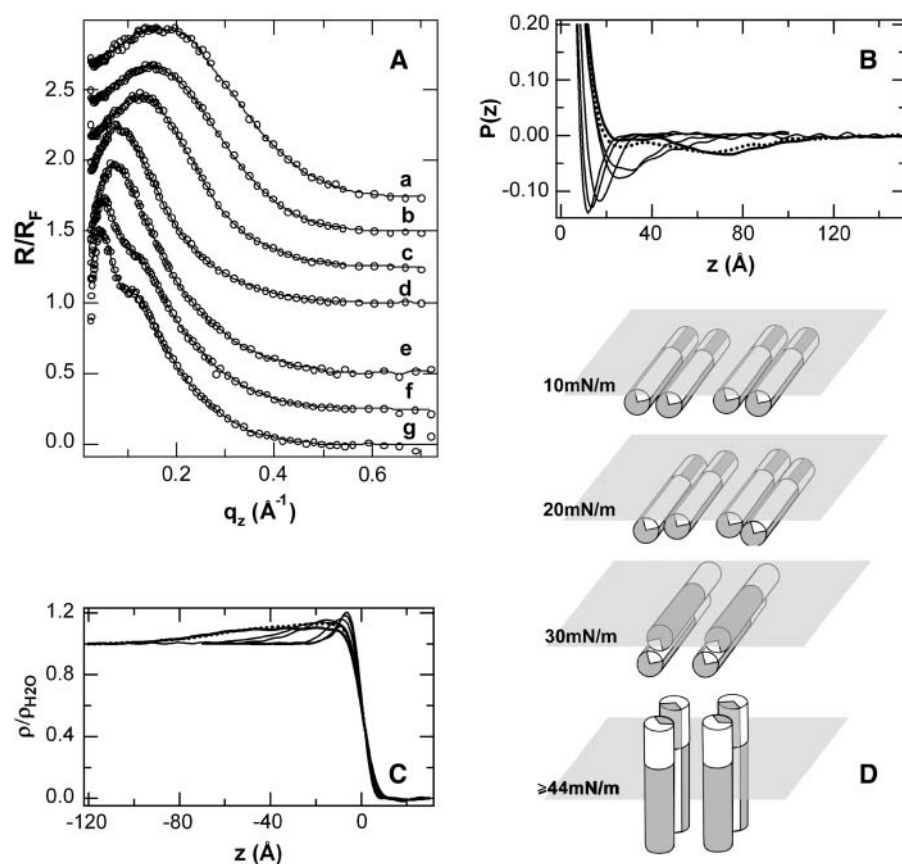 A
2.5
2.0
1.5
1.0
0.5
0.0
R/R_F
a
b
c
d
e
f
g
0.2
0.4
0.6
q_z (Å⁻¹)
B
0.20
0.10
0.00
-0.10
P(z)
0
40
80
120
z (Å)
1.2
0.8
0.4
0.0
ρ/ρ_H2O
C
-120
-80
-40
0
z (Å)
10mN/m
20mN/m
30mN/m
≥44mN/m
D